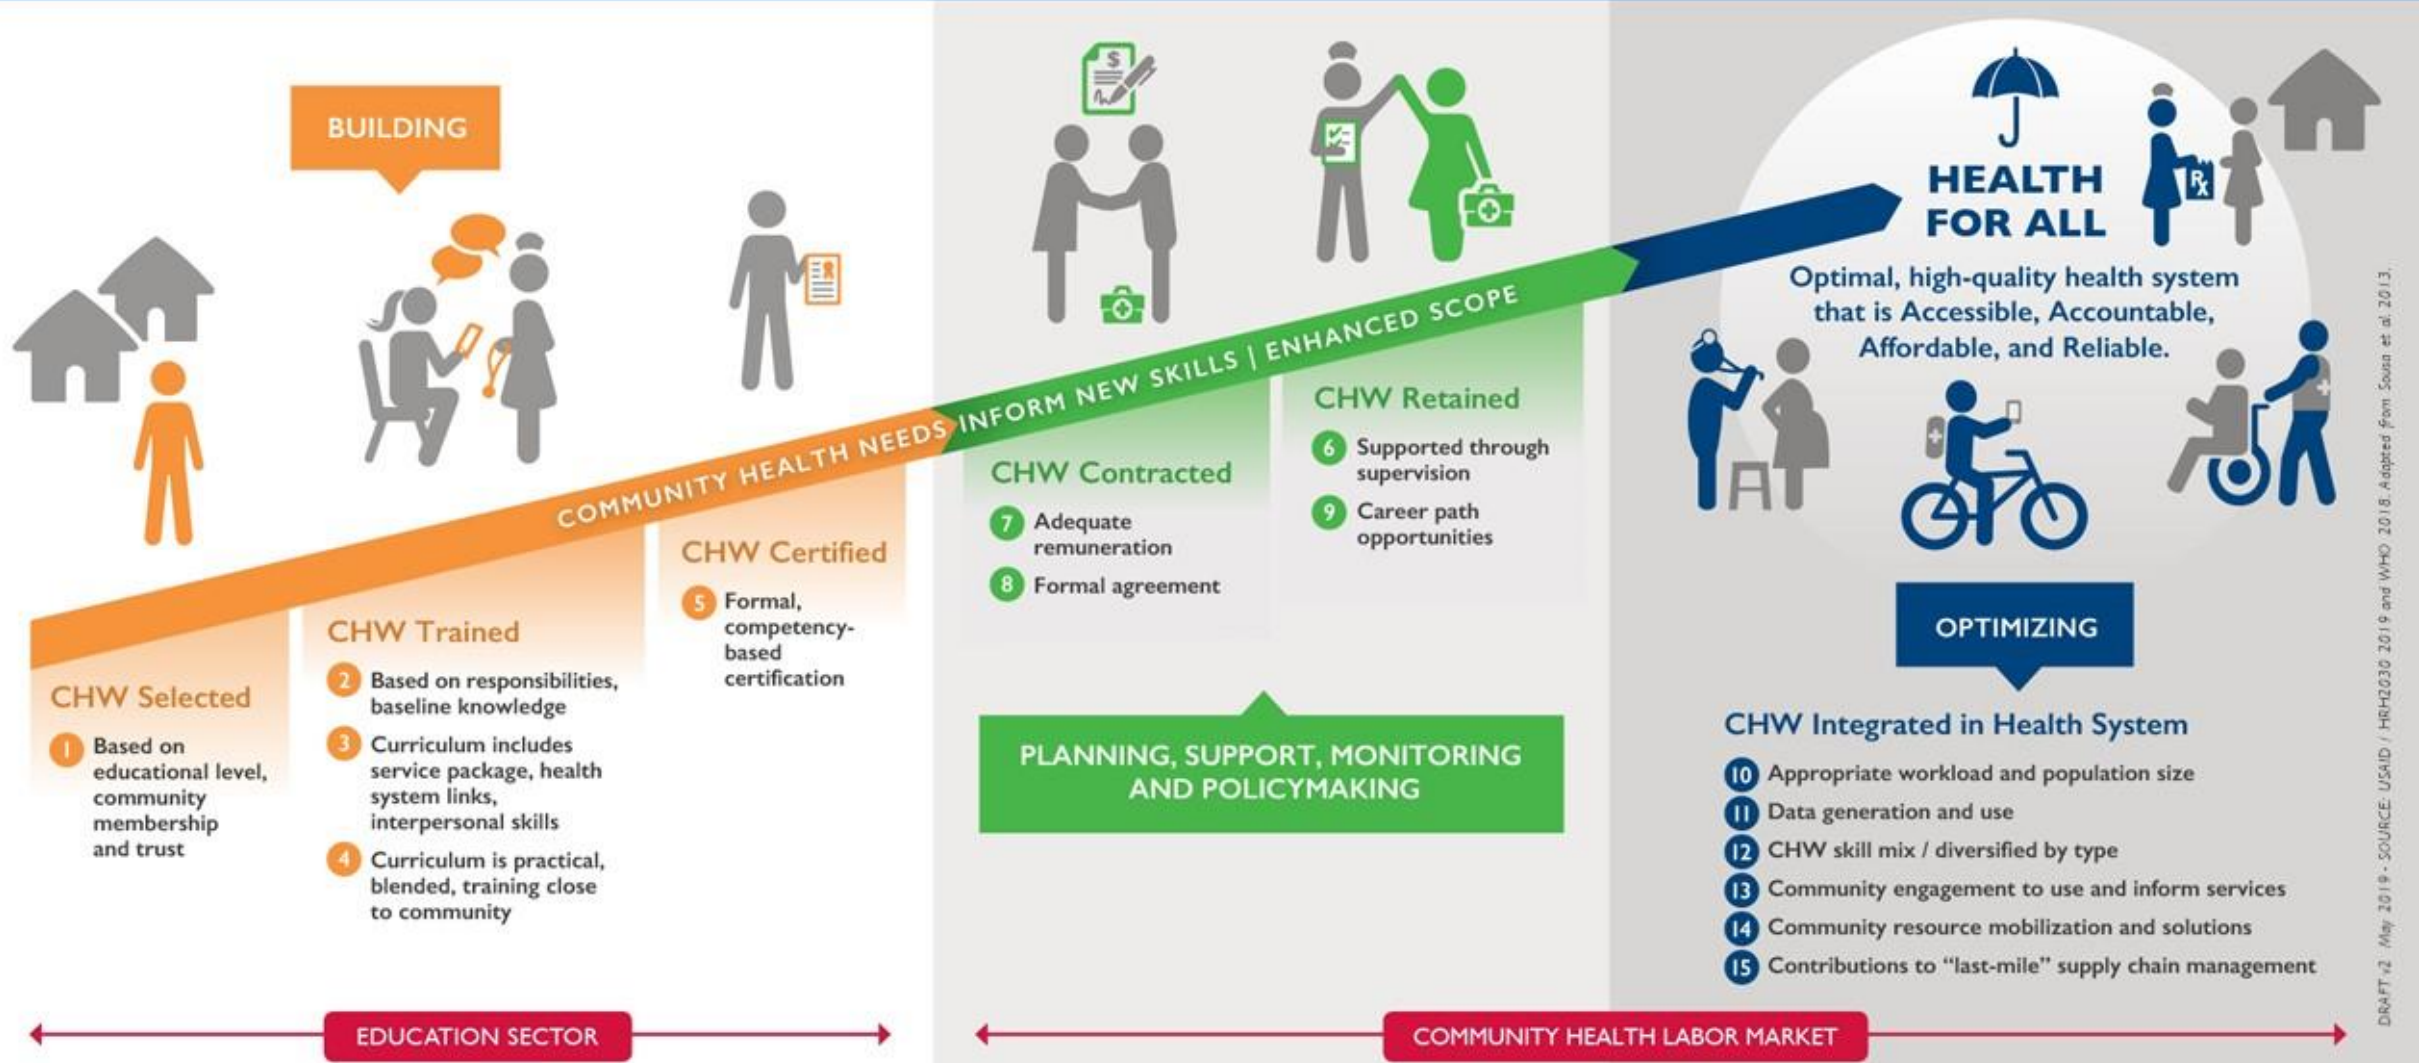 BUILDING
COMMUNITY HEALTH NEEDS INFORM NEW SKILLS | ENHANCED SCOPE
CHW Selected
1 Based on
educational level,
community
membership
and trust
CHW Trained
2 Based on responsibilities,
baseline knowledge
3 Curriculum includes
service package, health
system links,
interpersonal skills
4 Curriculum is practical,
blended, training close
to community
CHW Certified
5 Formal,
competency-
based
certification
$
CHW Contracted
7 Adequate
remuneration
8 Formal agreement
CHW Retained
6 Supported through
supervision
9 Career path
opportunities
PLANNING, SUPPORT, MONITORING
AND POLICYMAKING
HEALTH
FOR ALL
Rx
Optimal, high-quality health system
that is Accessible, Accountable,
Affordable, and Reliable.
OPTIMIZING
CHW Integrated in Health System
10 Appropriate workload and population size
11 Data generation and use
12 CHW skill mix / diversified by type
13 Community engagement to use and inform services
14 Community resource mobilization and solutions
15 Contributions to “last-mile” supply chain management
EDUCATION SECTOR
COMMUNITY HEALTH LABOR MARKET
DRAFT v2 May 2019 - SOURCE: USAID / HRH2030 2019 and WHO 2018. Adapted from Sousa et al. 2013.